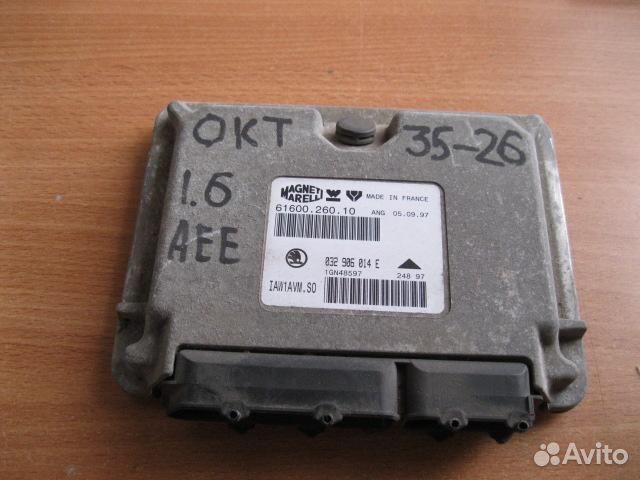 ОКТ 35-26
1.6
AEE
MAGNETI
MARELLI
MADE IN FRANCE
61600.260.10 ANG 05.09.97
032 906 014 E
1GN48597 248 97
IAW1AVM.SO
Avito